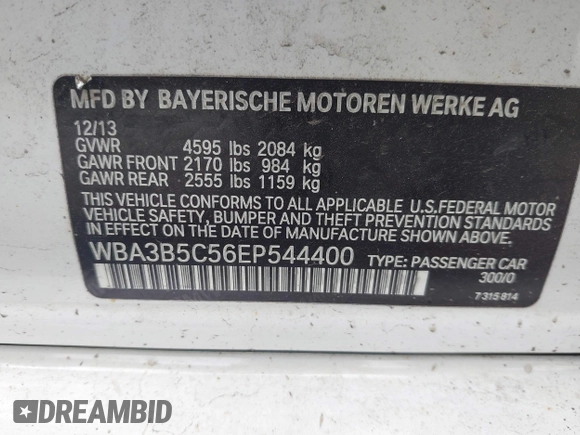 MFD BY BAYERISCHE MOTOREN WERKE AG
12/13
GVWR 4595 lbs 2084 kg
GAWR FRONT 2170 lbs 984 kg
GAWR REAR 2555 lbs 1159 kg
THIS VEHICLE CONFORMS TO ALL APPLICABLE U.S.FEDERAL MOTOR
VEHICLE SAFETY, BUMPER AND THEFT PREVENTION STANDARDS
IN EFFECT ON THE DATE OF MANUFACTURE SHOWN ABOVE.
WBA3B5C56EP544400 TYPE: PASSENGER CAR
300/0
7315814
DREAMBID